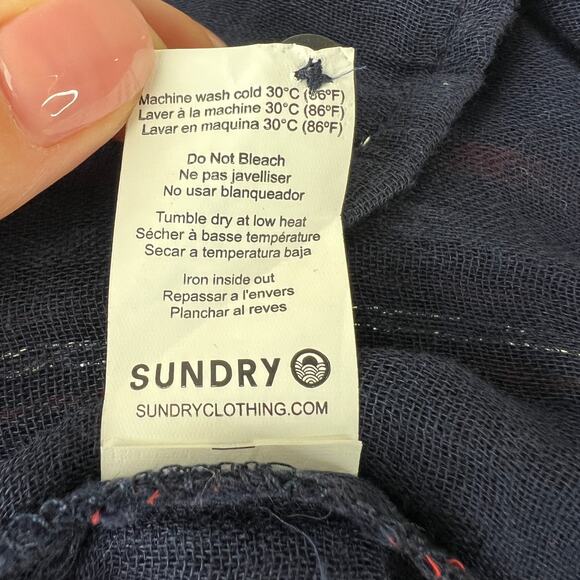 Machine wash cold 30°C (86°F)
Laver à la machine 30°C (86°F)
Lavar en maquina 30°C (86°F)
Do Not Bleach
Ne pas javelliser
No usar blanqueador
Tumble dry at low heat
Sécher à basse température
Secar a temperatura baja
Iron inside out
Repassar a l'envers
Planchar al reves
SUNDRY
SUNDRYCLOTHING.COM